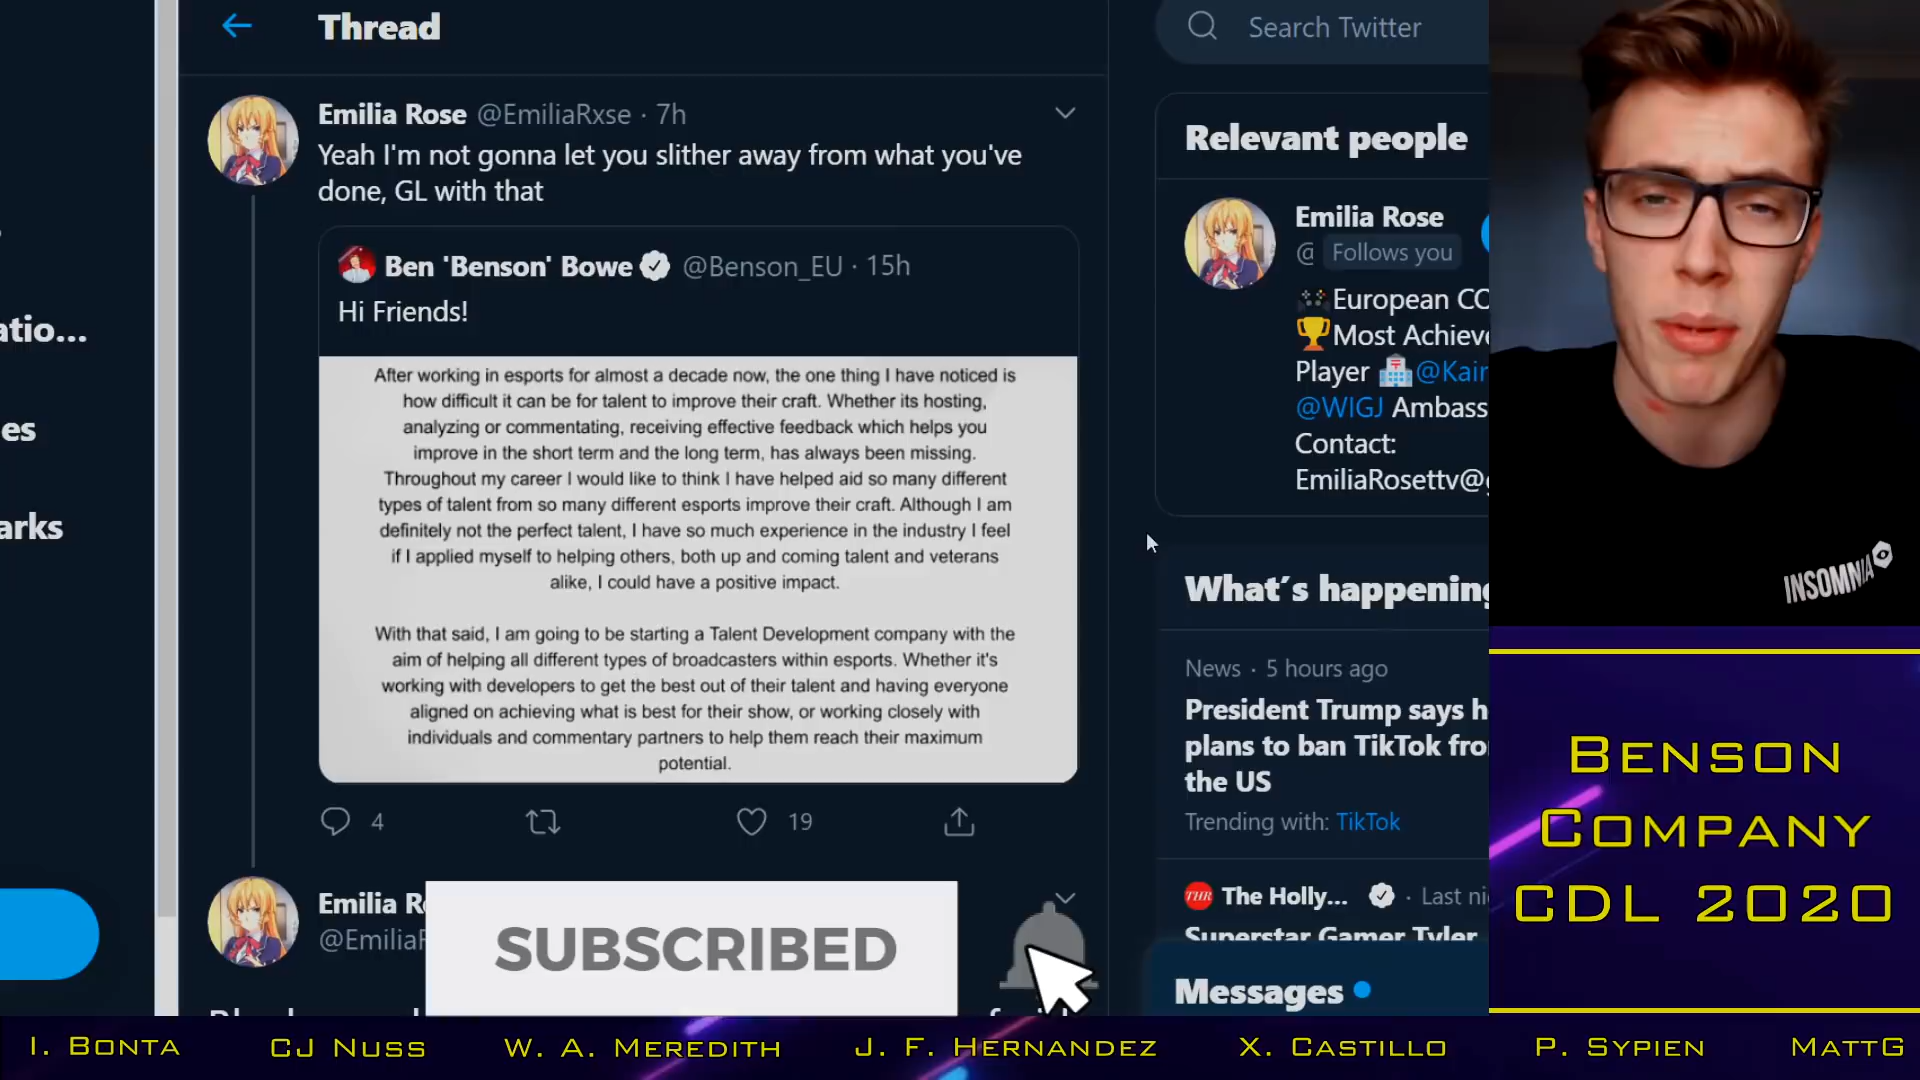 Thread
Search Twitter
Emilia Rose @EmiliaRxse · 7h
Yeah I'm not gonna let you slither away from what you've
done, GL with that
Ben 'Benson' Bowe @Benson_EU · 15h
Hi Friends!
After working in esports for almost a decade now, the one thing I have noticed is
how difficult it can be for talent to improve their craft. Whether its hosting,
analyzing or commentating, receiving effective feedback which helps you
improve in the short term and the long term, has always been missing.
Throughout my career I would like to think I have helped aid so many different
types of talent from so many different esports improve their craft. Although I am
definitely not the perfect talent, I have so much experience in the industry I feel
if I applied myself to helping others, both up and coming talent and veterans
alike, I could have a positive impact.
With that said, I am going to be starting a Talent Development company with the
aim of helping all different types of broadcasters within esports. Whether it's
working with developers to get the best out of their talent and having everyone
aligned on achieving what is best for their show, or working closely with
individuals and commentary partners to help them reach their maximum
potential.
4 19
Emilia R
@Emilia
SUBSCRIBED
atio...
es
arks
Relevant people
Emilia Rose
@ Follows you
European CO
Most Achieve
Player @Kair
@WIGJ Ambass
Contact:
EmiliaRosettv@g
What's happening
News · 5 hours ago
President Trump says h
plans to ban TikTok fro
the US
Trending with: TikTok
THR The Holly... · Last ni
Superstar Gamer Tyler
Messages
INSOMNIA
BENSON
COMPANY
CDL 2020
I. BONTA CJ NUSS W. A. MEREDITH J. F. HERNANDEZ X. CASTILLO P. SYPIEN MATTG